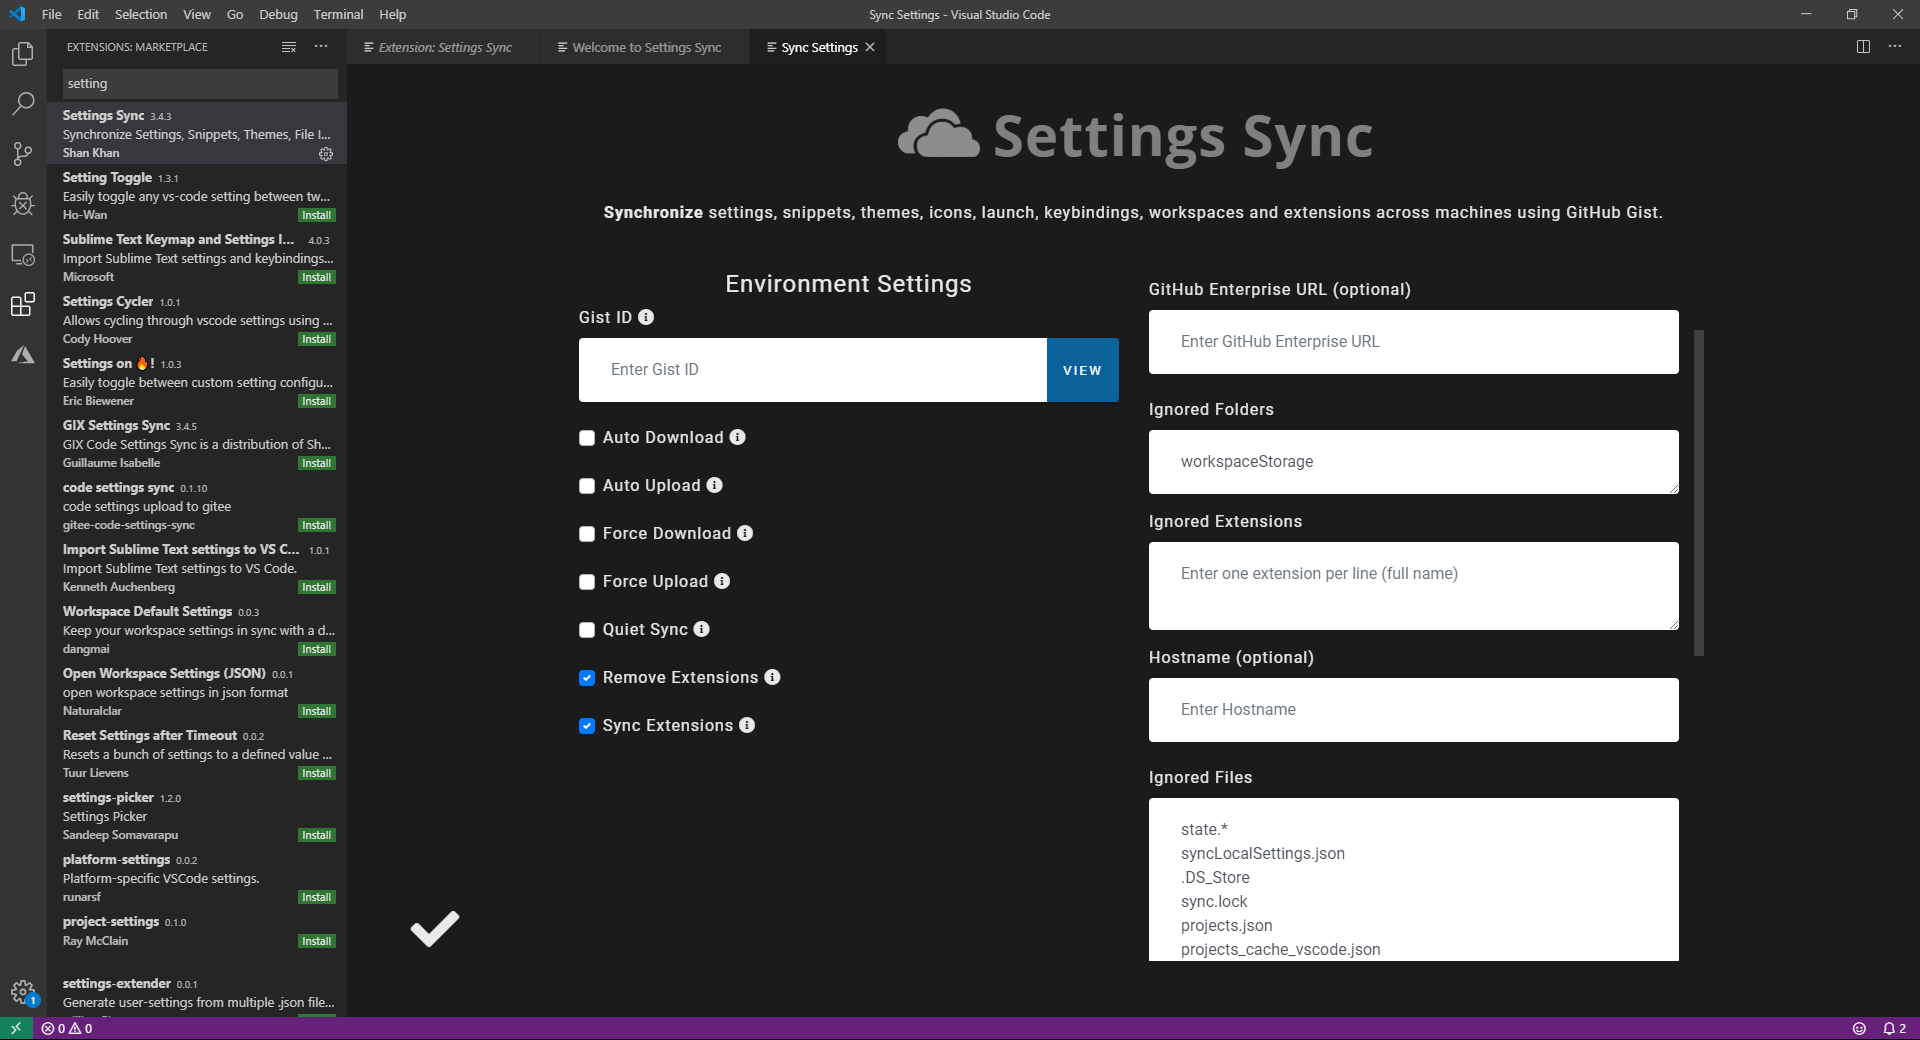 File Edit Selection View Go Debug Terminal Help
Sync Settings - Visual Studio Code
EXTENSIONS: MARKETPLACE
setting
Settings Sync 3.4.3
Synchronize Settings, Snippets, Themes, File I...
Shan Khan
Setting Toggle 1.3.1
Easily toggle any vs-code setting between tw...
Ho-Wan Install
Sublime Text Keymap and Settings I... 4.0.3
Import Sublime Text settings and keybindings...
Microsoft Install
Settings Cycler 1.0.1
Allows cycling through vscode settings using ...
Cody Hoover Install
Settings on 🔥! 1.0.3
Easily toggle between custom setting configu...
Eric Biewener Install
GIX Settings Sync 3.4.5
GIX Code Settings Sync is a distribution of Sh...
Guillaume Isabelle Install
code settings sync 0.1.10
code settings upload to gitee
gitee-code-settings-sync Install
Import Sublime Text settings to VS C... 1.0.1
Import Sublime Text settings to VS Code.
Kenneth Auchenberg Install
Workspace Default Settings 0.0.3
Keep your workspace settings in sync with a d...
dangmai Install
Open Workspace Settings (JSON) 0.0.1
open workspace settings in json format
Naturalclar Install
Reset Settings after Timeout 0.0.2
Resets a bunch of settings to a defined value ...
Tuur Lievens Install
settings-picker 1.2.0
Settings Picker
Sandeep Somavarapu Install
platform-settings 0.0.2
Platform-specific VSCode settings.
runarsf Install
project-settings 0.1.0
Ray McClain Install
settings-extender 0.0.1
Generate user-settings from multiple .json file...
Extension: Settings Sync
Welcome to Settings Sync
Sync Settings
Settings Sync
Synchronize settings, snippets, themes, icons, launch, keybindings, workspaces and extensions across machines using GitHub Gist.
Environment Settings
Gist ID
Enter Gist ID VIEW
Auto Download
Auto Upload
Force Download
Force Upload
Quiet Sync
Remove Extensions
Sync Extensions
GitHub Enterprise URL (optional)
Enter GitHub Enterprise URL
Ignored Folders
workspaceStorage
Ignored Extensions
Enter one extension per line (full name)
Hostname (optional)
Enter Hostname
Ignored Files
state.*
syncLocalSettings.json
.DS_Store
sync.lock
projects.json
projects_cache_vscode.json
1
0 0
2